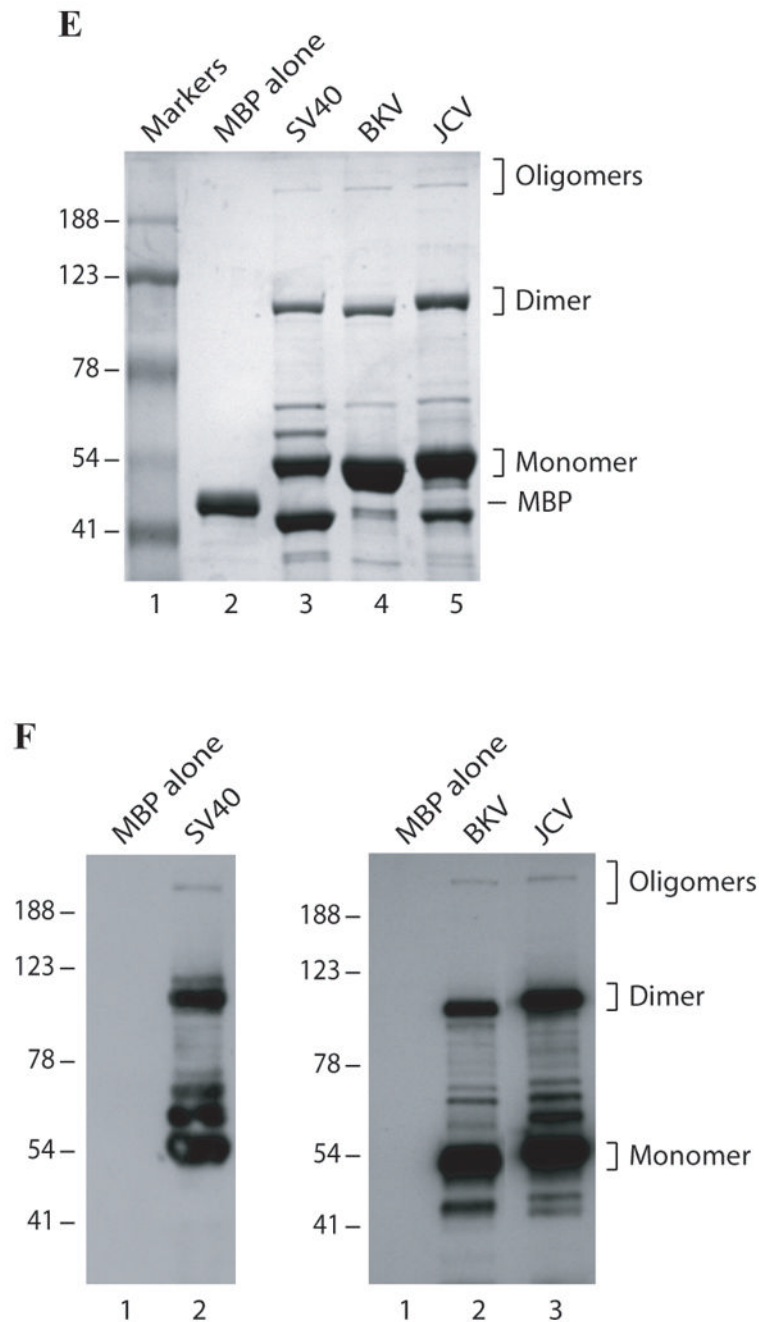 E
Markers
MBP alone
SV40
BKV
JCV
Oligomers
188 –
123 –
Dimer
78 –
54 –
Monomer
– MBP
41 –
1 2 3 4 5
F
MBP alone
SV40
188 –
123 –
78 –
54 –
41 –
1 2
MBP alone
BKV
JCV
Oligomers
188 –
123 –
Dimer
78 –
54 –
Monomer
41 –
1 2 3